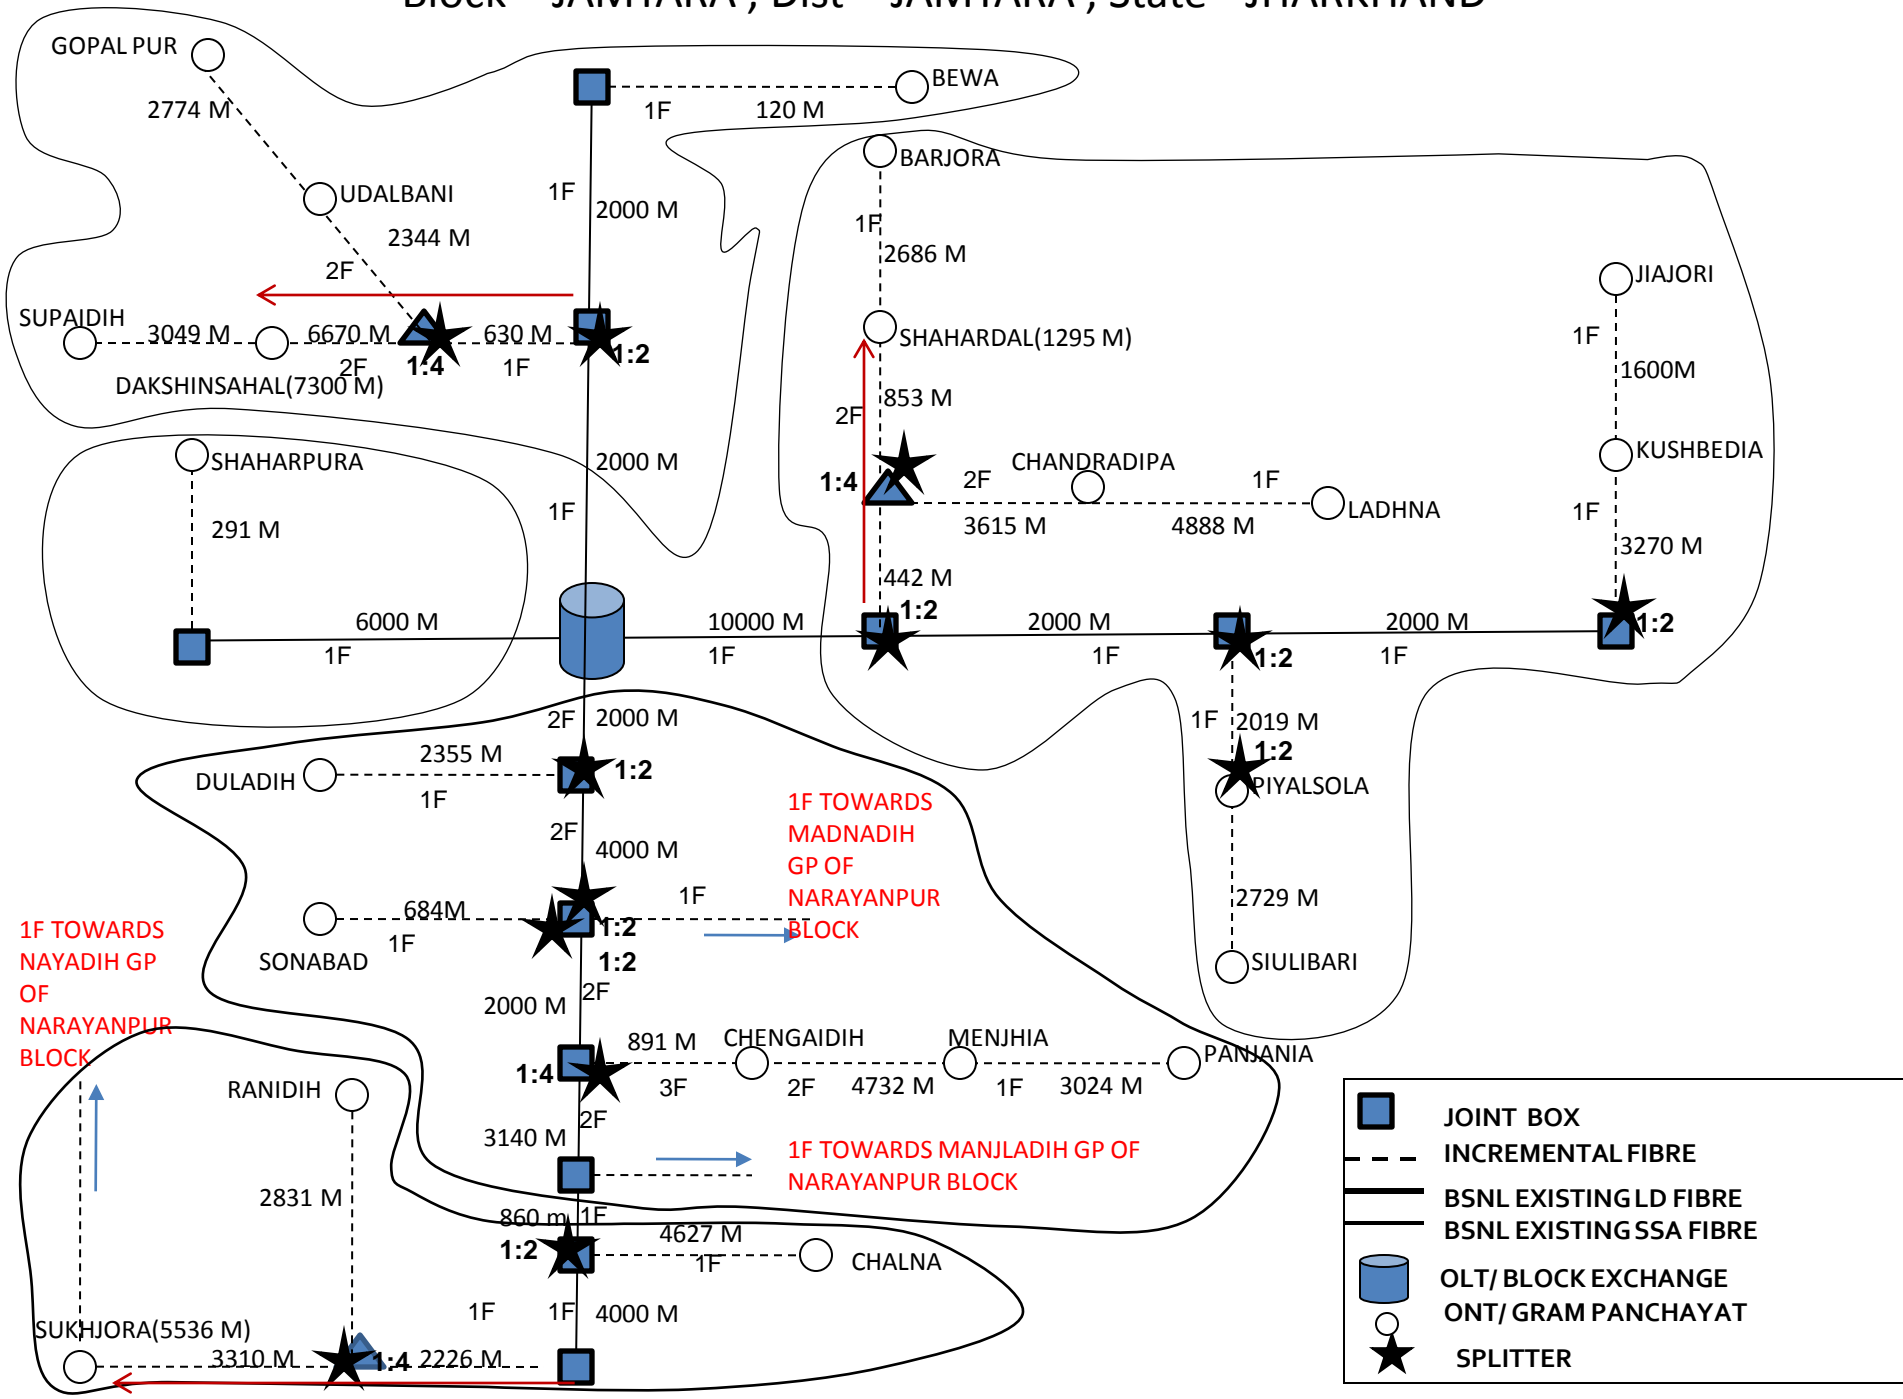 Block – JAMTARA , Dist – JAMTARA , State - JHARKHAND
GOPAL PUR
2774 M
BEWA
1F
120 M
BARJORA
UDALBANI
1F
2000 M
2344 M
1F
2686 M
2F
JIAJORI
SUPAIDIH
3049 M
6670 M
630 M
1:2
SHAHARDAL(1295 M)
1F
2F
1:4
1F
DAKSHINSAHAL(7300 M)
1600M
853 M
2F
SHAHARPURA
2000 M
CHANDRADIPA
KUSHBEDIA
1:4
2F
1F
LADHNA
291 M
1F
3615 M
4888 M
1F
3270 M
442 M
1:2
6000 M
10000 M
2000 M
2000 M
1:2
1F
1F
1F
1:2
1F
2F
2000 M
1F
2019 M
2355 M
1:2
1:2
DULADIH
PIYALSOLA
1F
1F TOWARDS
MADNADIH
GP OF
NARAYANPUR
BLOCK
2F
4000 M
684M
1F
2729 M
1F
1:2
SONABAD
1:2
SIULIBARI
1F TOWARDS
NAYADIH GP
OF
NARAYANPUR
BLOCK
2F
2000 M
891 M
CHENGAIDIH
MENJHIA
PANJANIA
1:4
3F
2F
4732 M
1F
3024 M
RANIDIH
2F
3140 M
1F TOWARDS MANJLADIH GP OF
NARAYANPUR BLOCK
2831 M
860 m
1F
1:2
4627 M
1F
CHALNA
1F
1F
4000 M
SUKHJORA(5536 M)
3310 M
1:4
2226 M
JOINT BOX
INCREMENTAL FIBRE
BSNL EXISTING LD FIBRE
BSNL EXISTING SSA FIBRE
OLT/ BLOCK EXCHANGE
ONT/ GRAM PANCHAYAT
SPLITTER